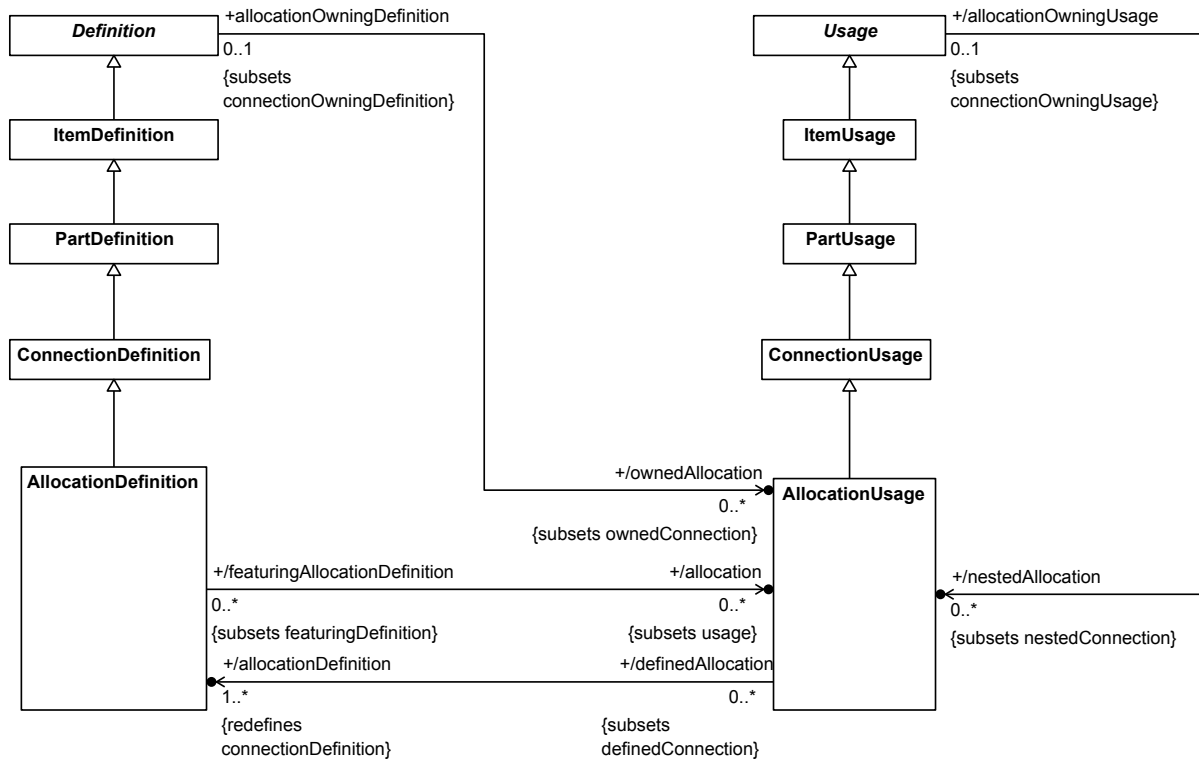 +allocationOwningDefinition
+/allocationOwningUsage
Definition
Usage
0..1
0..1
{subsets
connectionOwningDefinition}
{subsets
connectionOwningUsage}
ItemDefinition
ItemUsage
PartDefinition
PartUsage
ConnectionDefinition
ConnectionUsage
AllocationDefinition
+/ownedAllocation
AllocationUsage
0..*
{subsets ownedConnection}
+/featuringAllocationDefinition
+/allocation
+/nestedAllocation
0..*
0..*
0..*
{subsets featuringDefinition}
{subsets usage}
{subsets nestedConnection}
+/allocationDefinition
+/definedAllocation
1..*
0..*
{redefines
connectionDefinition}
{subsets
definedConnection}